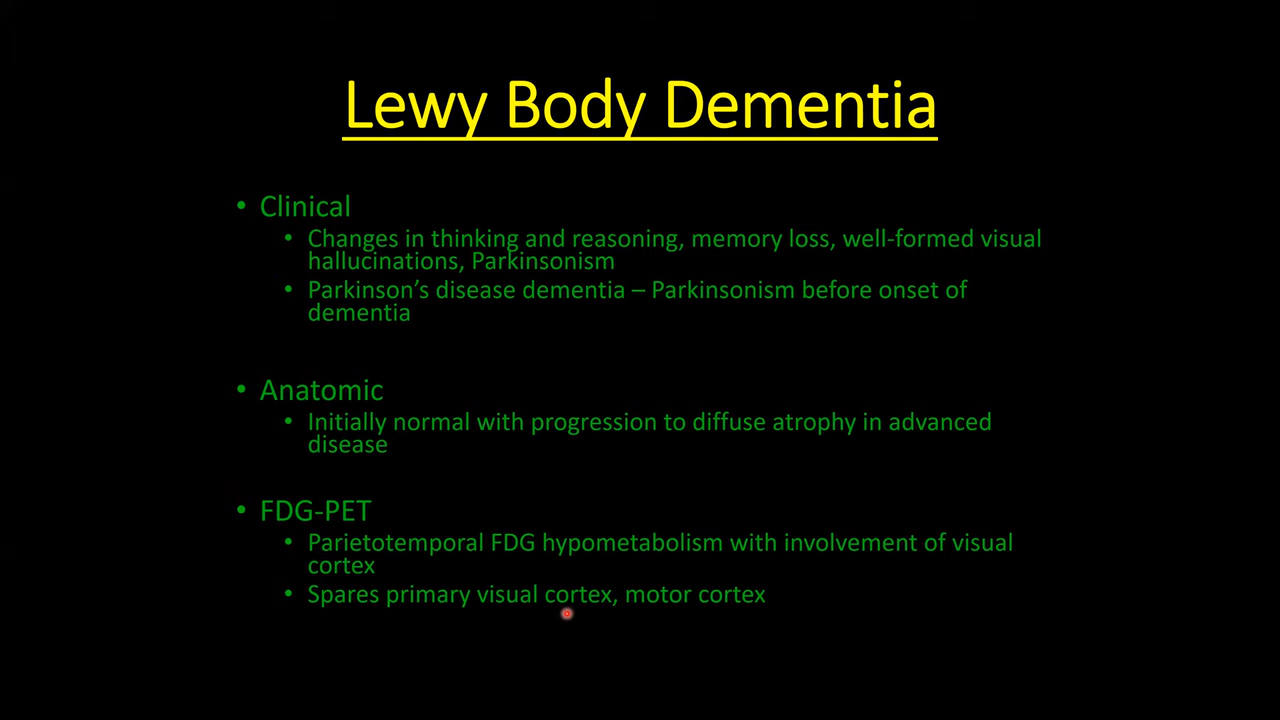 Lewy Body Dementia
• Clinical
• Changes in thinking and reasoning, memory loss, well-formed visual
hallucinations, Parkinsonism
• Parkinson’s disease dementia – Parkinsonism before onset of
dementia
• Anatomic
• Initially normal with progression to diffuse atrophy in advanced
disease
• FDG-PET
• Parietotemporal FDG hypometabolism with involvement of visual
cortex
• Spares primary visual cortex, motor cortex